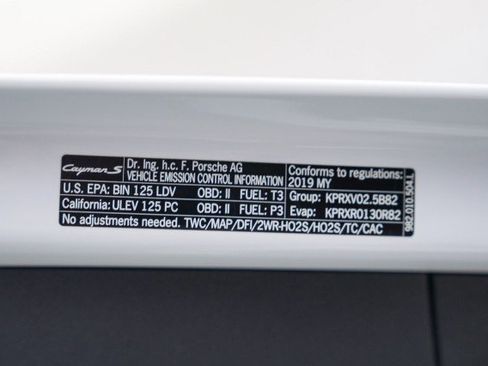 Cayman S
Dr. Ing. h.c. F. Porsche AG
VEHICLE EMISSION CONTROL INFORMATION
Conforms to regulations:
2019 MY
U.S. EPA: BIN 125 LDV OBD: II FUEL: T3
Group: KPRXV02.5B82
California: ULEV 125 PC OBD: II FUEL: P3
Evap: KPRXR0130R82
No adjustments needed. TWC/MAP/DFI/2WR-HO2S/HO2S/TC/CAC
982.010.504.L